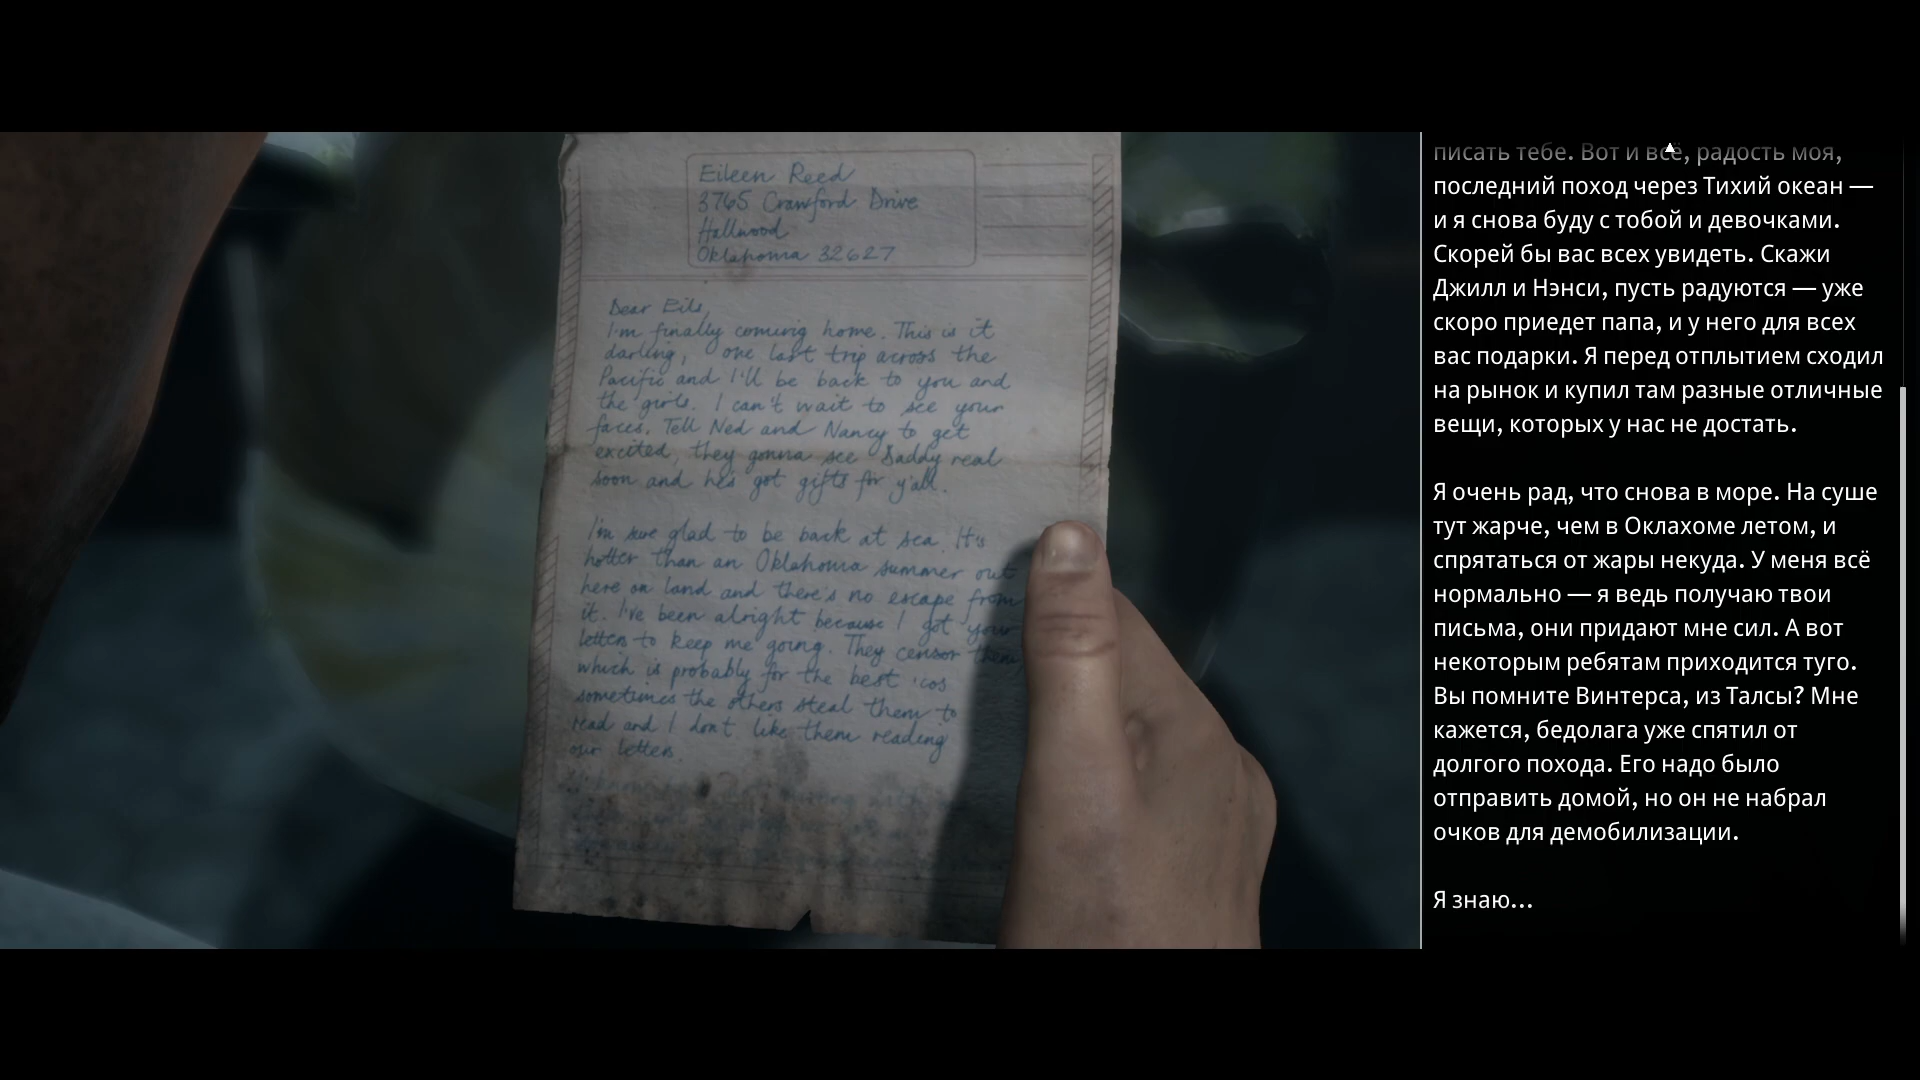 Eileen Reed
3765 Crawford Drive
Hallwood
Oklahoma 32627
Dear Eils,
I'm finally coming home. This is it
darling, one last trip across the
Pacific and I'll be back to you and
the girls. I can't wait to see your
faces. Tell Ned and Nancy to get
excited, they gonna see Daddy real
soon and he's got gifts for y'all.
I'm sure glad to be back at sea. It's
hotter than an Oklahoma summer out
here on land and there's no escape from
it. I've been alright because I got your
letters to keep me going. They censor them
which is probably for the best 'cos
sometimes the others steal them to
read and I don't like them reading
our letters.
писать тебе. Вот и всё, радость моя,
последний поход через Тихий океан —
и я снова буду с тобой и девочками.
Скорей бы вас всех увидеть. Скажи
Джилл и Нэнси, пусть радуются — уже
скоро приедет папа, и у него для всех
вас подарки. Я перед отплытием сходил
на рынок и купил там разные отличные
вещи, которых у нас не достать.
Я очень рад, что снова в море. На суше
тут жарче, чем в Оклахоме летом, и
спрятаться от жары некуда. У меня всё
нормально — я ведь получаю твои
письма, они придают мне сил. А вот
некоторым ребятам приходится туго.
Вы помните Винтерса, из Талсы? Мне
кажется, бедолага уже спятил от
долгого похода. Его надо было
отправить домой, но он не набрал
очков для демобилизации.
Я знаю...